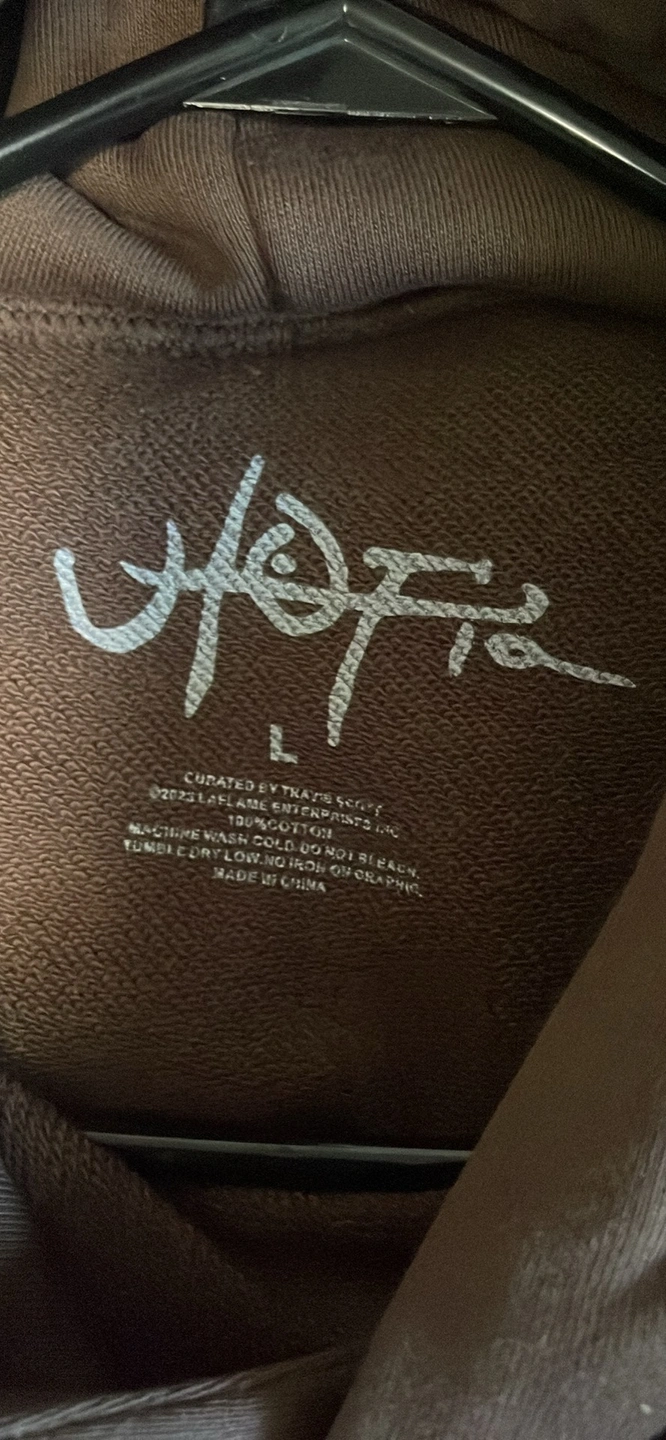 UTOPIA
L
CURATED BY TRAVIS SCOTT
©2023 LAFLAME ENTERPRISES INC
100%COTTON
MACHINE WASH COLD.DO NOT BLEACH.
TUMBLE DRY LOW.NO IRON ON GRAPHIC.
MADE IN CHINA